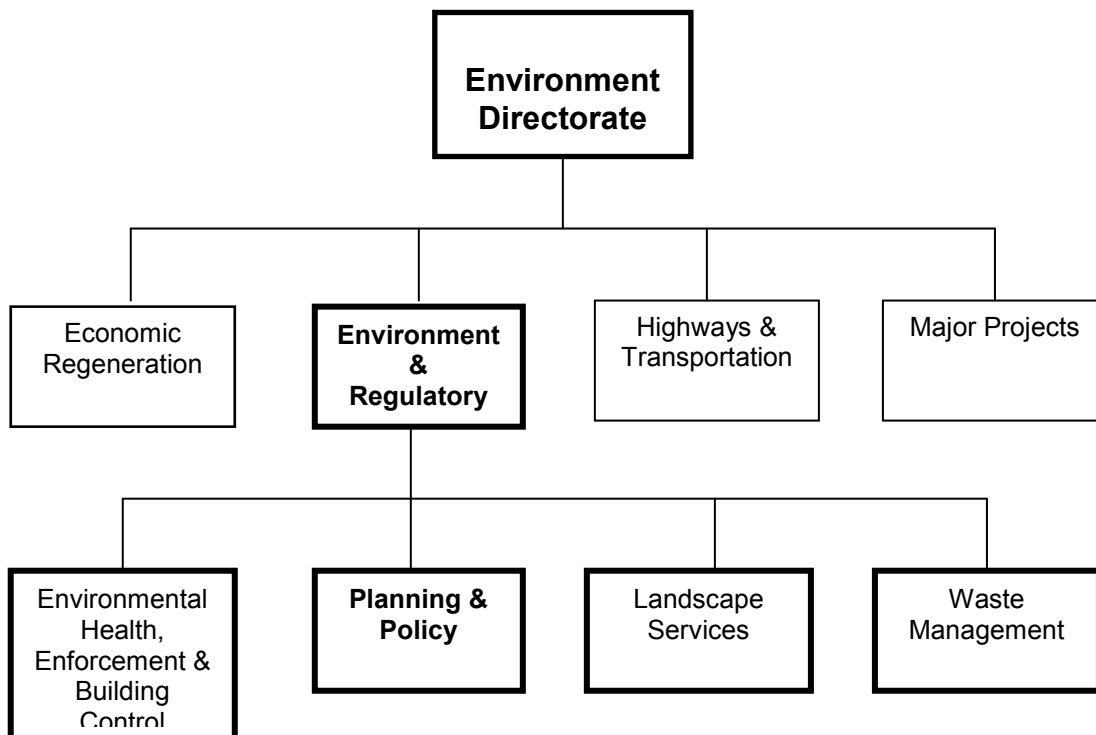 Environment
Directorate
Economic
Regeneration
Environment
&
Regulatory
Highways &
Transportation
Major Projects
Environmental
Health,
Enforcement &
Building
Control
Planning &
Policy
Landscape
Services
Waste
Management